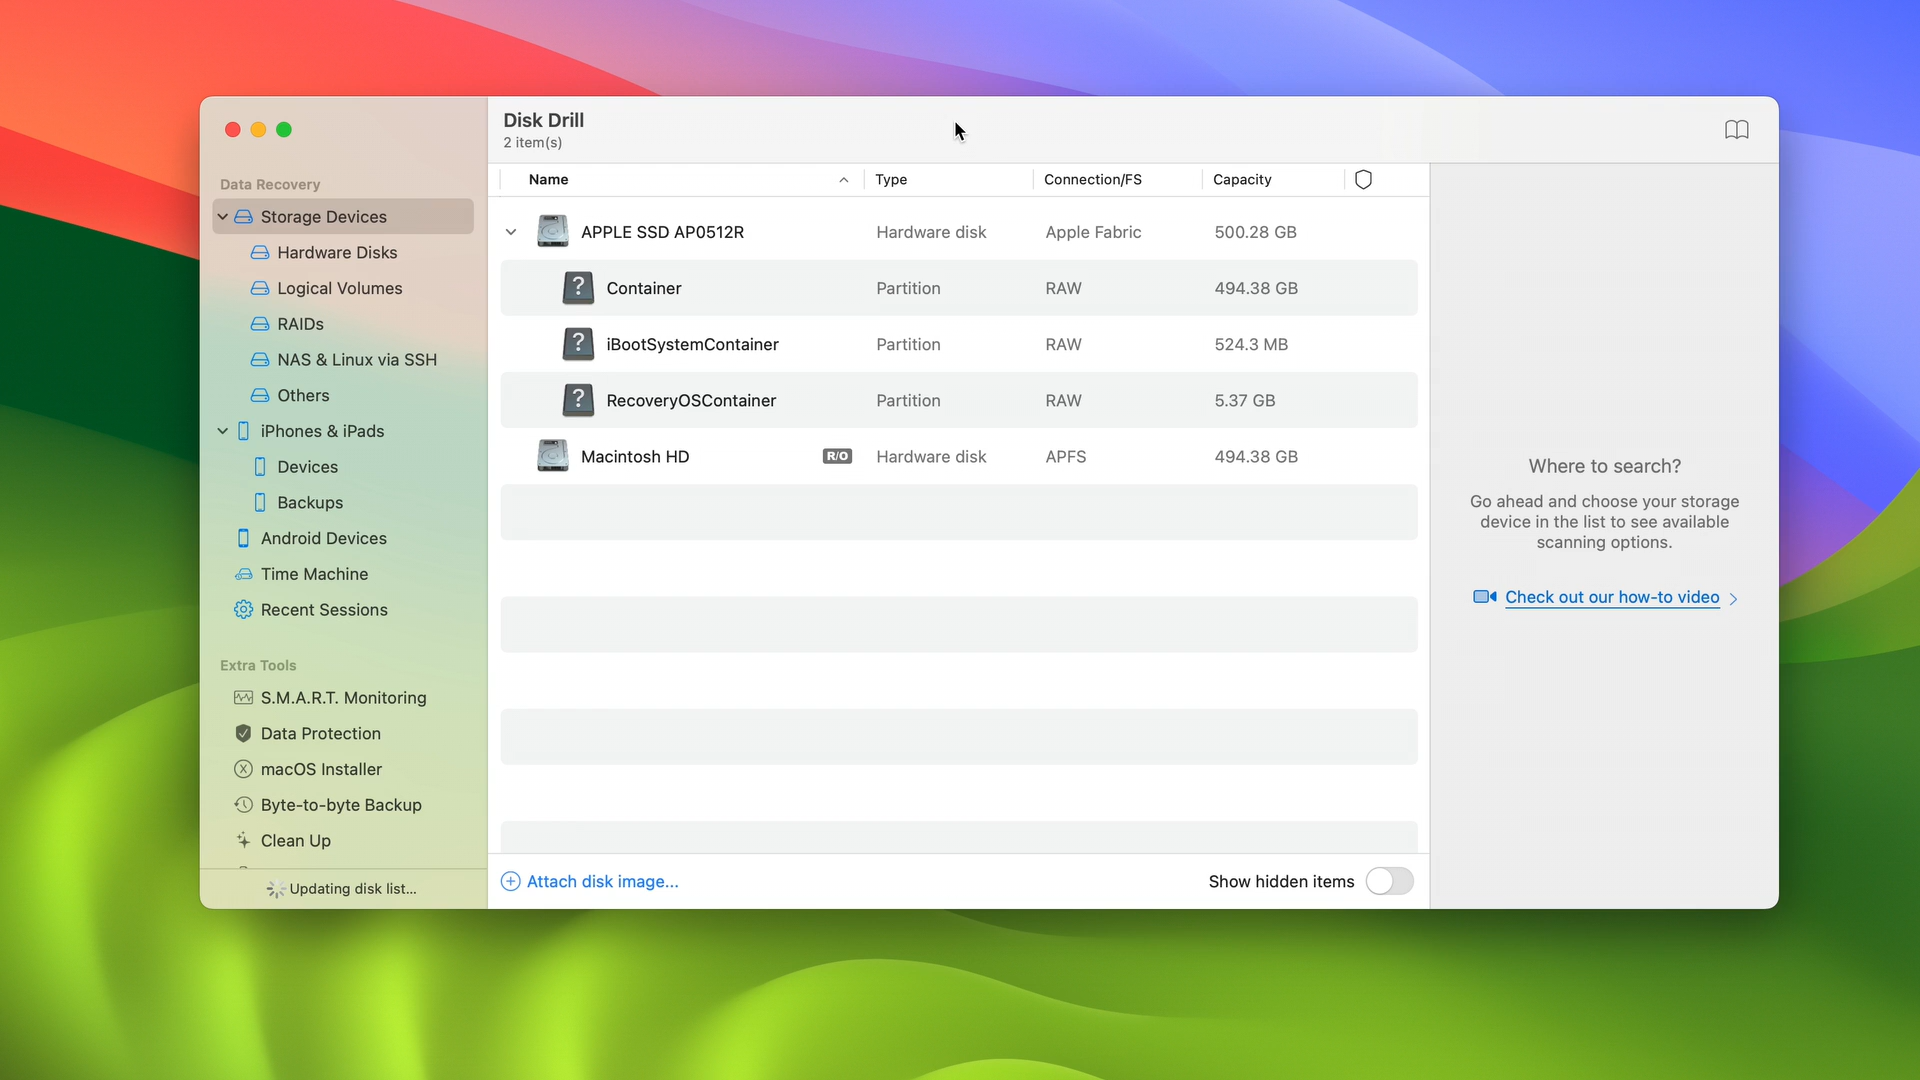 Disk Drill
2 item(s)
Data Recovery
Storage Devices
Hardware Disks
Logical Volumes
RAIDs
NAS & Linux via SSH
Others
iPhones & iPads
Devices
Backups
Android Devices
Time Machine
Recent Sessions
Extra Tools
S.M.A.R.T. Monitoring
Data Protection
macOS Installer
Byte-to-byte Backup
Clean Up
Updating disk list...
Name Type Connection/FS Capacity
APPLE SSD AP0512R Hardware disk Apple Fabric 500.28 GB
? Container Partition RAW 494.38 GB
? iBootSystemContainer Partition RAW 524.3 MB
? RecoveryOSContainer Partition RAW 5.37 GB
Macintosh HD R/O Hardware disk APFS 494.38 GB
Attach disk image...
Show hidden items
Where to search?
Go ahead and choose your storage
device in the list to see available
scanning options.
Check out our how-to video